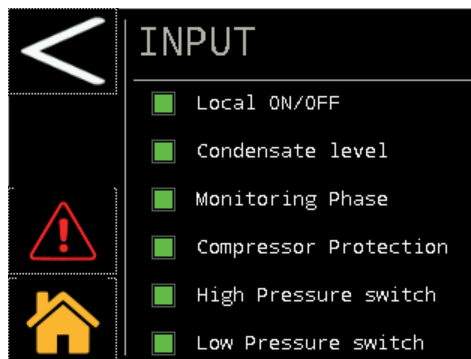 INPUT
Local ON/OFF
Condensate level
Monitoring Phase
Compressor Protection
High Pressure switch
Low Pressure switch